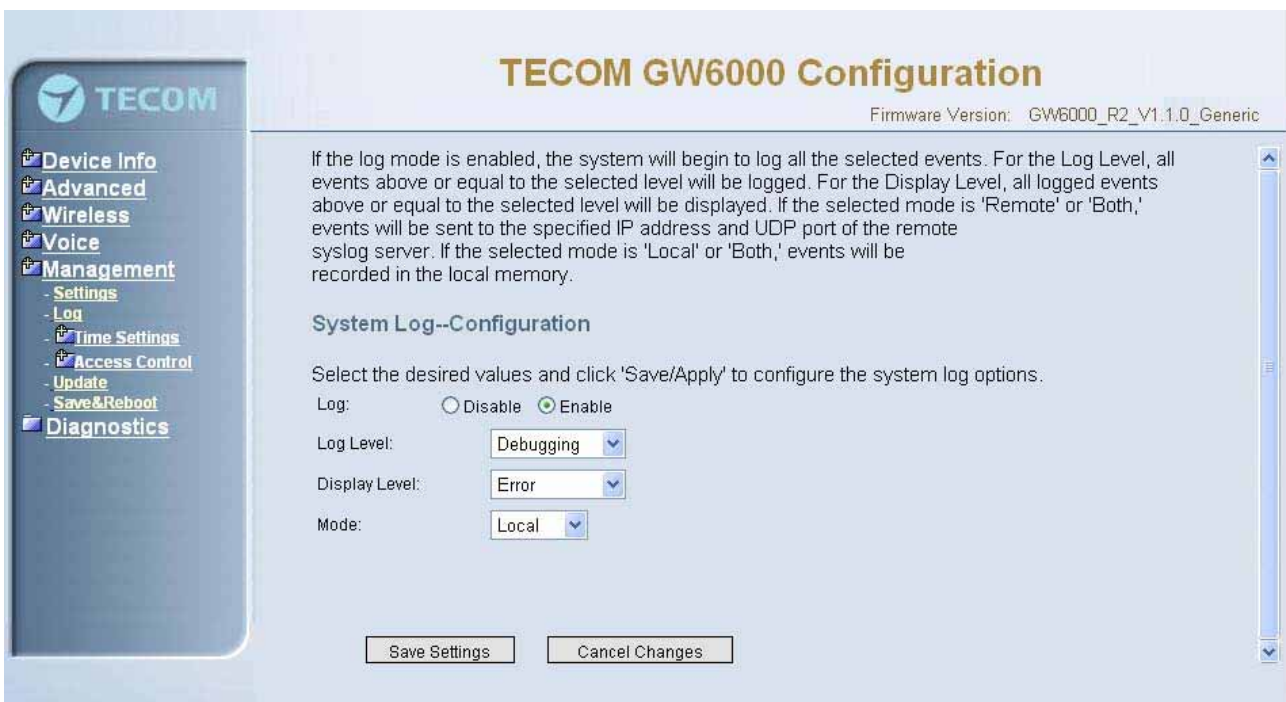 TECOM
TECOM GW6000 Configuration
Firmware Version: GW6000_R2_V1.1.0_Generic
Device Info
Advanced
Wireless
Voice
Management
- Settings
- Log
- Time Settings
- Access Control
- Update
- Save&Reboot
Diagnostics
If the log mode is enabled, the system will begin to log all the selected events. For the Log Level, all
events above or equal to the selected level will be logged. For the Display Level, all logged events
above or equal to the selected level will be displayed. If the selected mode is 'Remote' or 'Both,'
events will be sent to the specified IP address and UDP port of the remote
syslog server. If the selected mode is 'Local' or 'Both,' events will be
recorded in the local memory.
System Log--Configuration
Select the desired values and click 'Save/Apply' to configure the system log options.
Log: Disable Enable
Log Level: Debugging
Display Level: Error
Mode: Local
Save Settings Cancel Changes